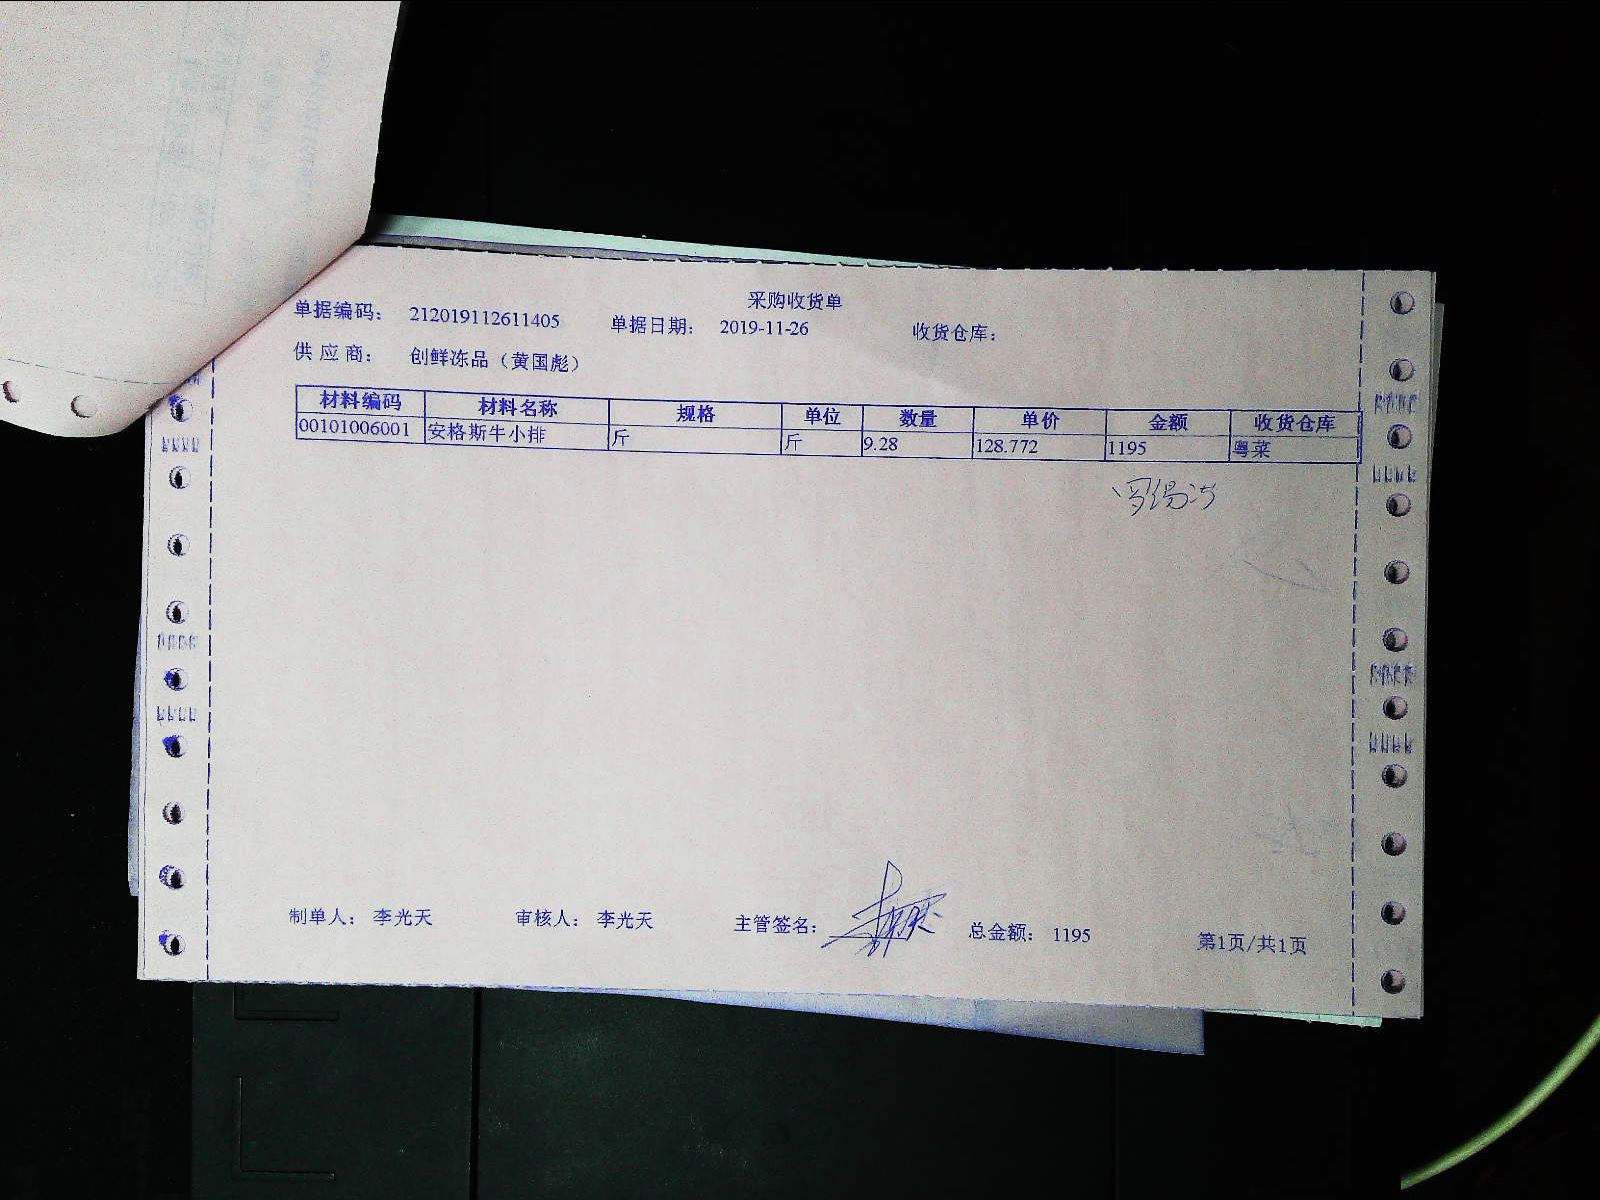 采购收货单
单据编码: 212019112611405 单据日期: 2019-11-26 收货仓库:
供 应 商: 创鲜冻品（黄国彪）
材料编码 材料名称 规格 单位 数量 单价 金额 收货仓库
00101006001 安格斯牛小排 斤 斤 9.28 128.772 1195 粤菜
制单人: 李光天 审核人: 李光天 主管签名: 总金额: 1195 第1页/共1页